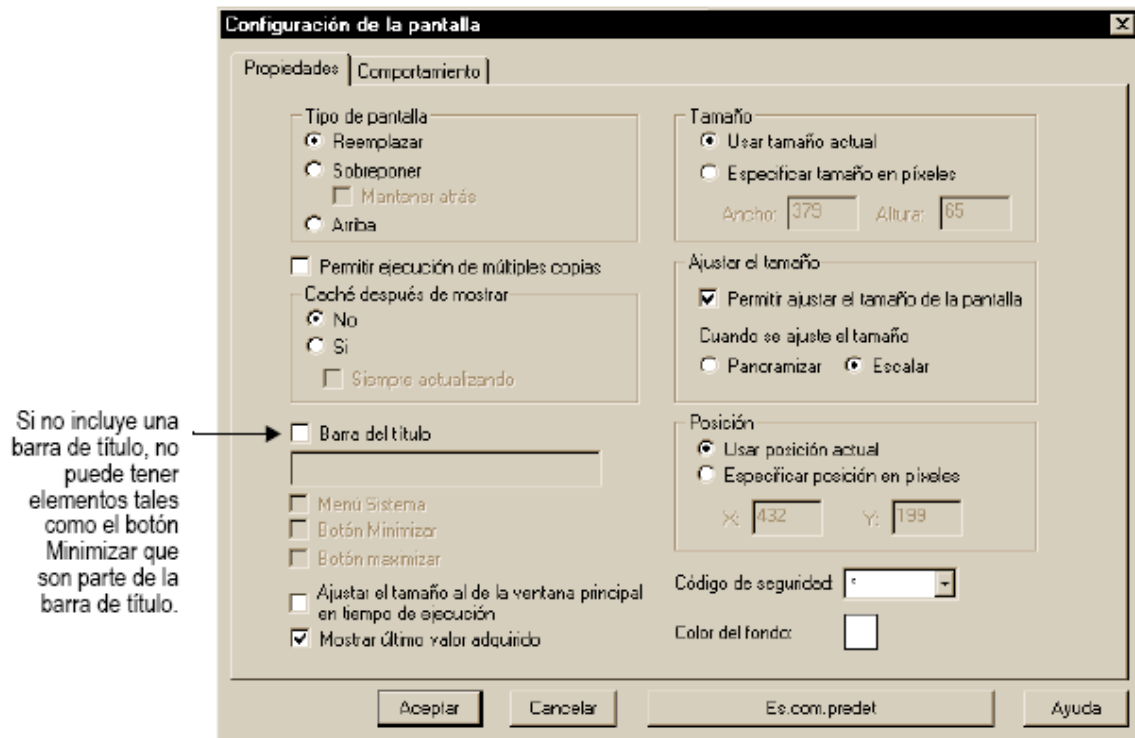 Configuración de la pantalla
Propiedades
Comportamiento
Tipo de pantalla
Reemplazar
Sobreponer
Mantener atrás
Arriba
Permitir ejecución de múltiples copias
Caché después de mostrar
No
Si
Siempre actualizando
Si no incluye una
barra de título, no
puede tener
elementos tales
como el botón
Minimizar que
son parte de la
barra de título.
Barra del título
Menú Sistema
Botón Minimizar
Botón maximizar
Ajustar el tamaño al de la ventana principal
en tiempo de ejecución
Mostrar último valor adquirido
Tamaño
Usar tamaño actual
Especificar tamaño en píxeles
Ancho: 379 Altura: 65
Ajustar el tamaño
Permitir ajustar el tamaño de la pantalla
Cuando se ajuste el tamaño
Panoramizar Escalar
Posición
Usar posición actual
Especificar posición en píxeles
X: 432 Y: 199
Código de seguridad: *
Color del fondo:
Aceptar Cancelar Es.com.predet Ayuda